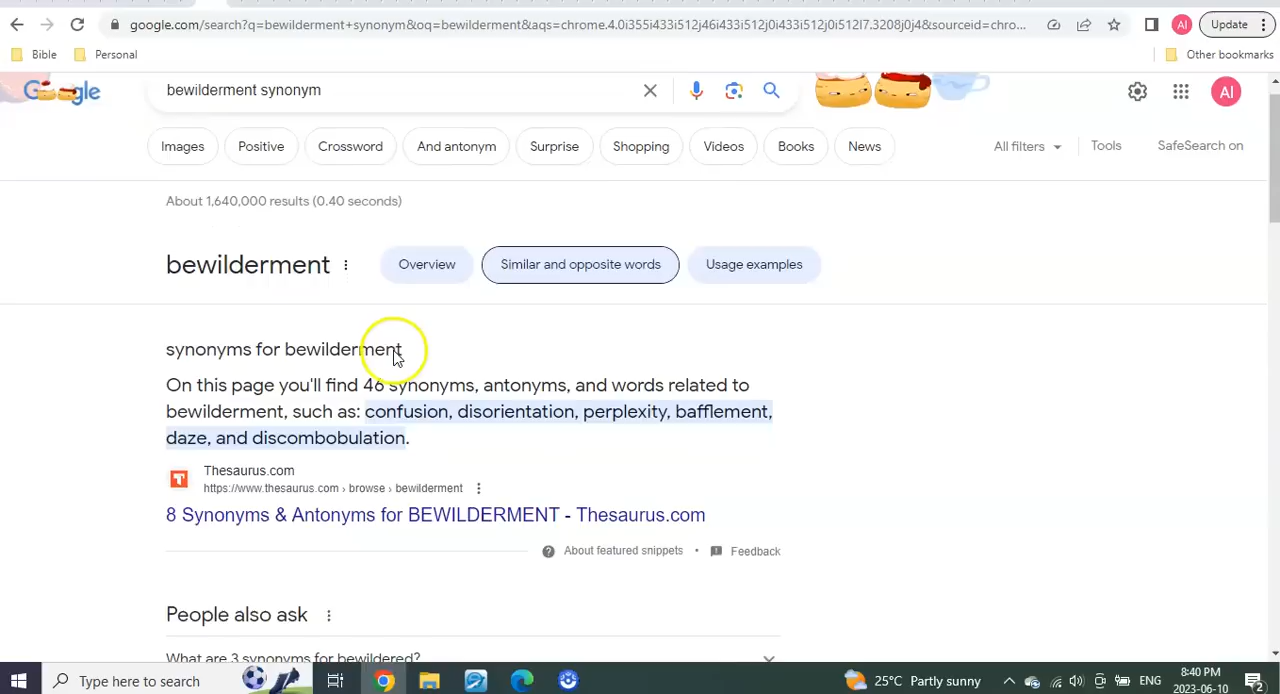 google.com/search?q=bewilderment+synonym&oq=bewilderment&aqs=chrome.4.0i355i433i512j46i433i512j0i433i512j0i512l7.3208j0j4&sourceid=chro...
AI
Update
Bible
Personal
Other bookmarks
Google
bewilderment synonym
AI
Images
Positive
Crossword
And antonym
Surprise
Shopping
Videos
Books
News
All filters
Tools
SafeSearch on
About 1,640,000 results (0.40 seconds)
bewilderment
Overview
Similar and opposite words
Usage examples
synonyms for bewilderment
On this page you'll find 46 synonyms, antonyms, and words related to
bewilderment, such as: confusion, disorientation, perplexity, bafflement,
daze, and discombobulation.
T
Thesaurus.com
https://www.thesaurus.com › browse › bewilderment
8 Synonyms & Antonyms for BEWILDERMENT - Thesaurus.com
About featured snippets
•
Feedback
People also ask
What are 3 synonyms for bewildered?
Type here to search
25°C Partly sunny
ENG
8:40 PM
2023-06-10
2